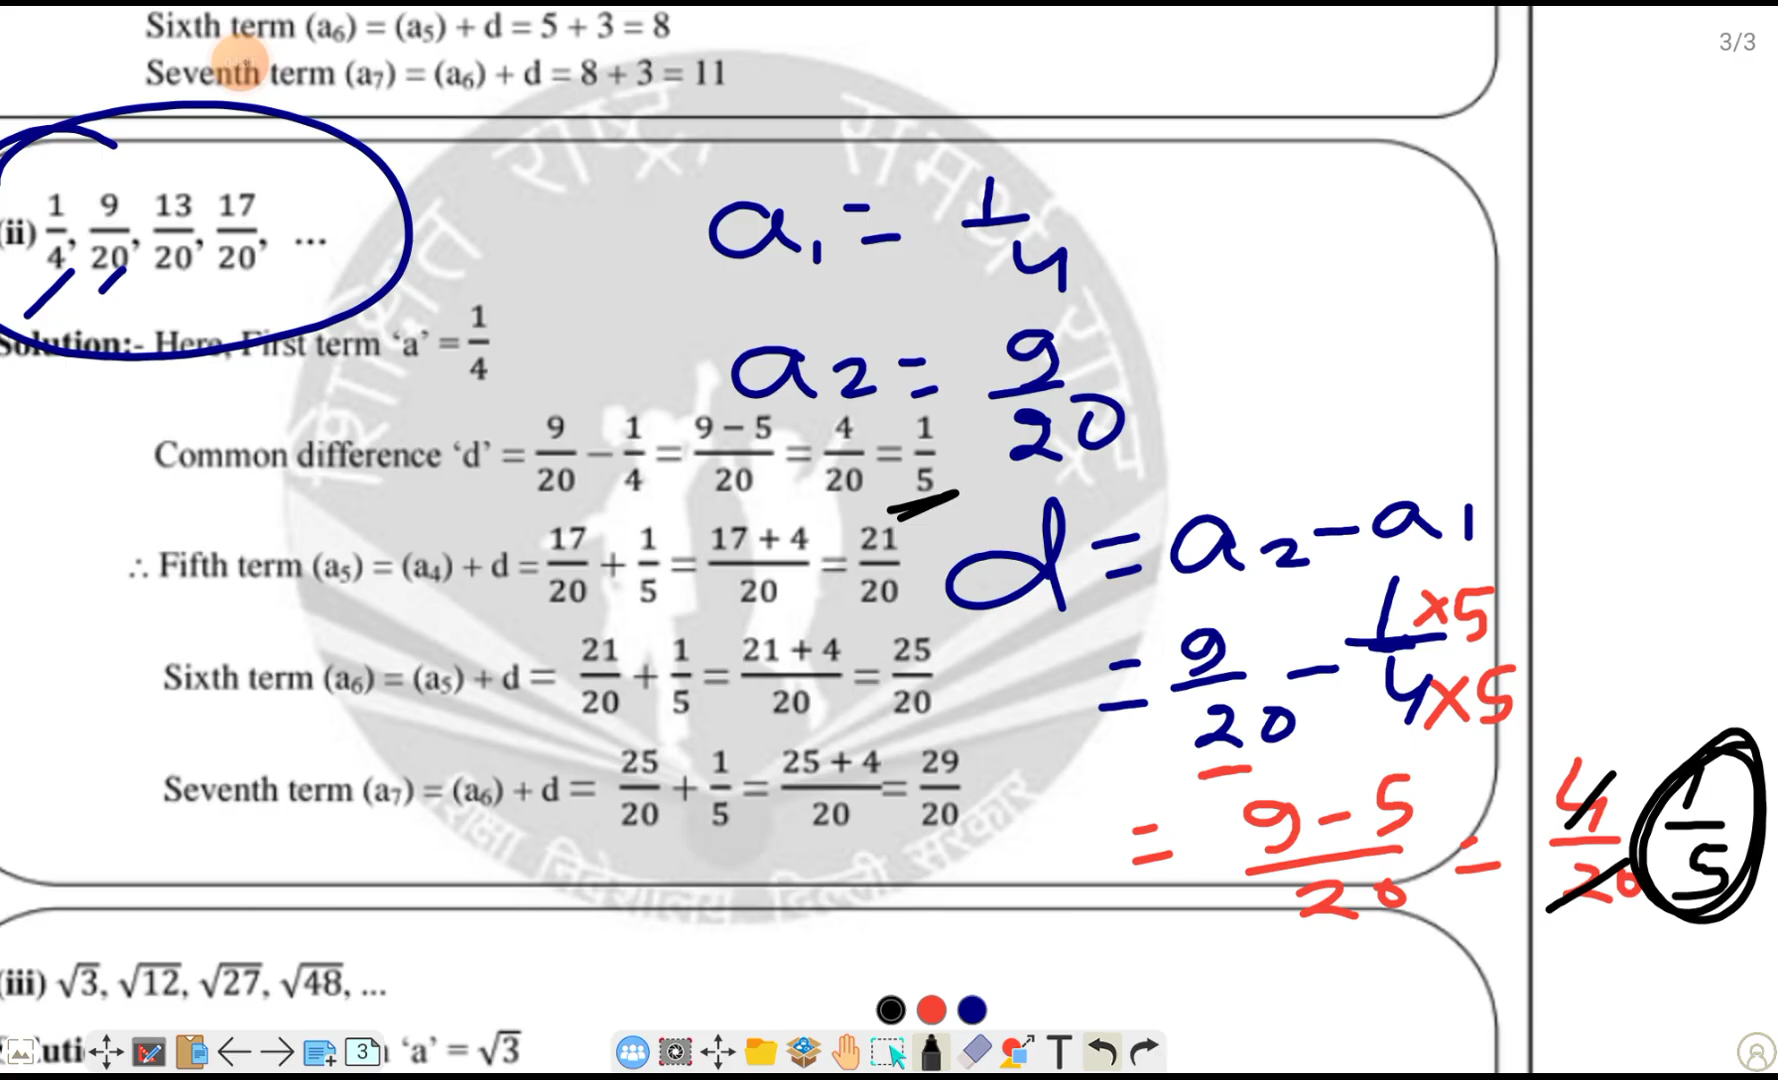 Sixth term (a₆) = (a₅) + d = 5 + 3 = 8
Seventh term (a₇) = (a₆) + d = 8 + 3 = 11
3/3
(ii) 1/4, 9/20, 13/20, 17/20, ...
Solution:- Here, First term ‘a’ = 1/4
Common difference ‘d’ = 9/20 − 1/4 = 9 − 5/20 = 4/20 = 1/5
∴ Fifth term (a₅) = (a₄) + d = 17/20 + 1/5 = 17 + 4/20 = 21/20
Sixth term (a₆) = (a₅) + d = 21/20 + 1/5 = 21 + 4/20 = 25/20
Seventh term (a₇) = (a₆) + d = 25/20 + 1/5 = 25 + 4/20 = 29/20
a₁ = 1/4
a₂ = 9/20
d = a₂ − a₁
= 9/20 − 1×5/4×5
= 9 − 5/20 = 4/20 1/5
(iii) √3, √12, √27, √48, ...
‘a’ = √3
3
T
शिक्षित राष्ट्र समर्थ राष्ट्र
शिक्षा निदेशालय दिल्ली सरकार